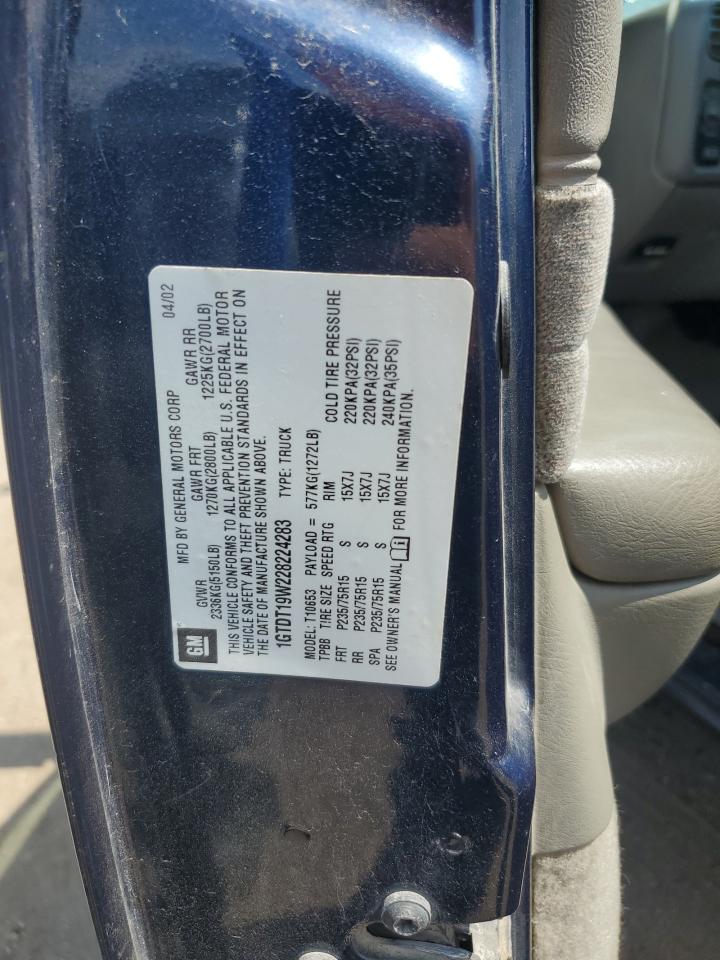 GM
MFD BY GENERAL MOTORS CORP 04/02
GVWR GAWR FRT GAWR RR
2336KG(5150LB) 1270KG(2800LB) 1225KG(2700LB)
THIS VEHICLE CONFORMS TO ALL APPLICABLE U.S. FEDERAL MOTOR
VEHICLE SAFETY AND THEFT PREVENTION STANDARDS IN EFFECT ON
THE DATE OF MANUFACTURE SHOWN ABOVE.
1GTDT19W228224283 TYPE: TRUCK
MODEL: T10653 PAYLOAD = 577KG(1272LB)
TPBB TIRE SIZE SPEED RTG RIM COLD TIRE PRESSURE
FRT P235/75R15 S 15X7J 220KPA(32PSI)
RR P235/75R15 S 15X7J 220KPA(32PSI)
SPA P235/75R15 S 15X7J 240KPA(35PSI)
SEE OWNER'S MANUAL FOR MORE INFORMATION.